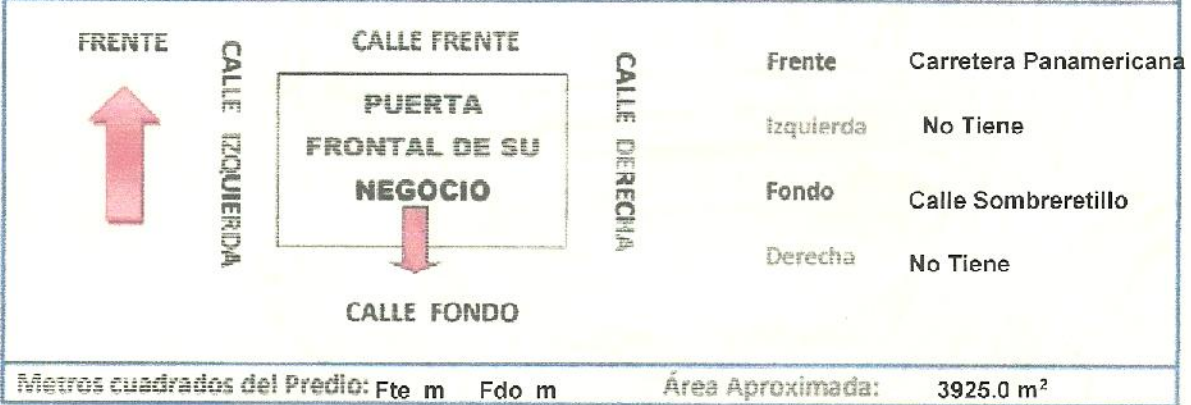 FRENTE
CALLE IZQUIERDA
CALLE FRENTE
PUERTA
FRONTAL DE SU
NEGOCIO
CALLE FONDO
CALLE DERECHA
Frente Carretera Panamericana
Izquierda No Tiene
Fondo Calle Sombreretillo
Derecha No Tiene
Metros cuadrados del Predio: Fte m Fdo m Área Aproximada: 3925.0 m²